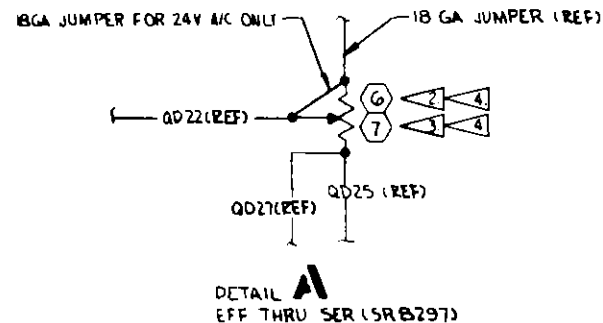 18GA JUMPER FOR 24V A/C ONLY
18 GA JUMPER (REF)
6 2 4
QD22(REF)
7 3 4
QD27(REF)
QD25 (REF)
DETAIL A
EFF THRU SER (SR8297)